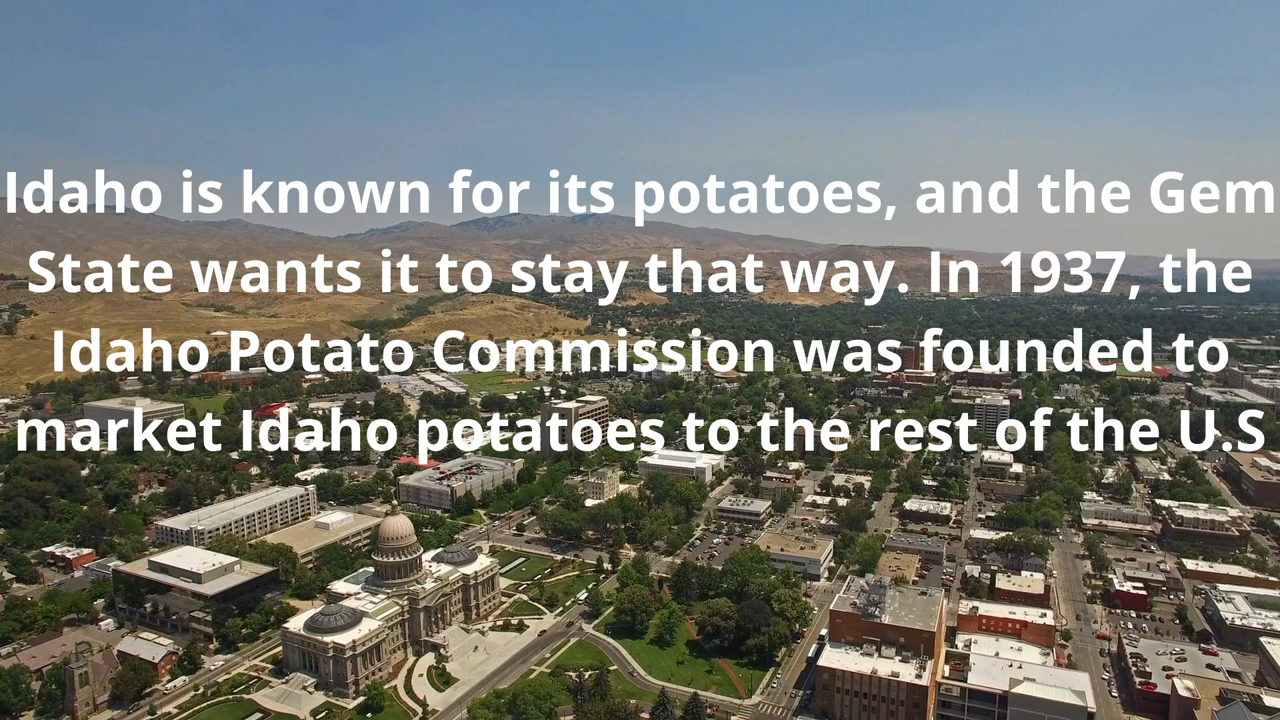 Idaho is known for its potatoes, and the Gem
State wants it to stay that way. In 1937, the
Idaho Potato Commission was founded to
market Idaho potatoes to the rest of the U.S